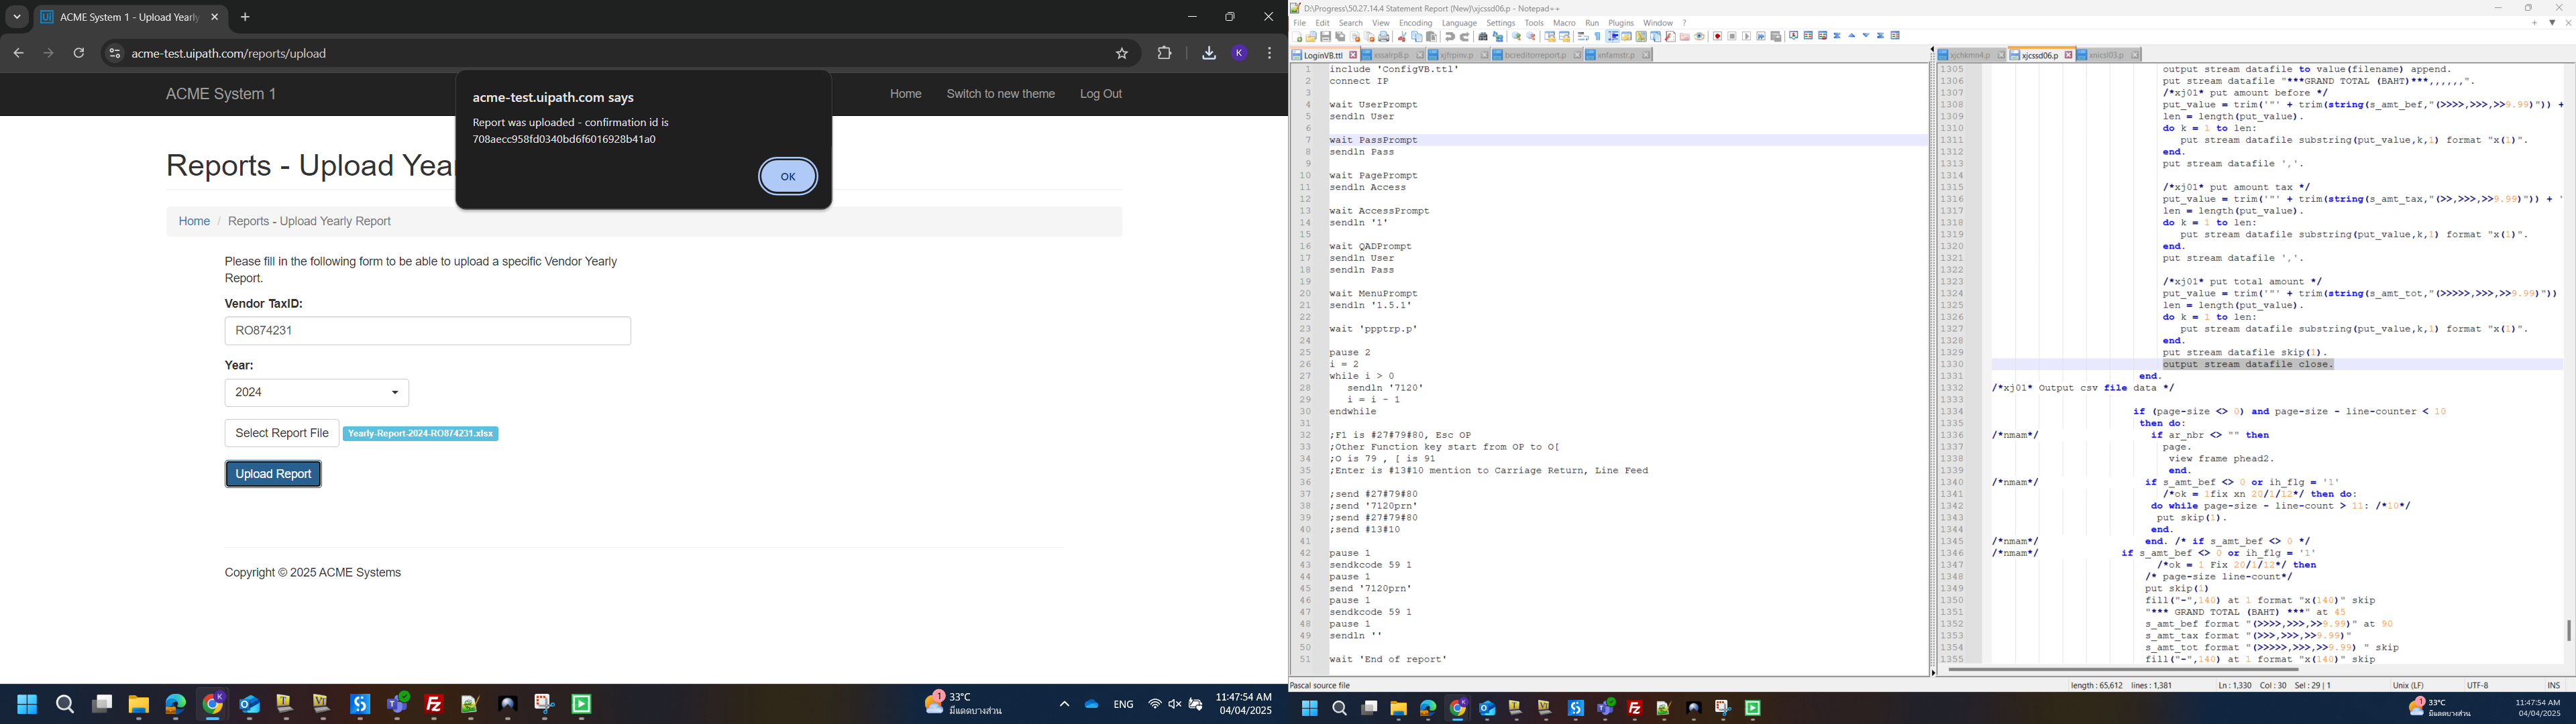 ACME System 1 - Upload Yearly
acme-test.uipath.com/reports/upload
K
ACME System 1
Home
Switch to new theme
Log Out
acme-test.uipath.com says
Report was uploaded - confirmation id is
708aecc958fd0340bd6f6016928b41a0
OK
Reports - Upload Yea
Home / Reports - Upload Yearly Report
Please fill in the following form to be able to upload a specific Vendor Yearly
Report.
Vendor TaxID:
RO874231
Year:
2024
Select Report File
Yearly-Report-2024-RO874231.xlsx
Upload Report
Copyright © 2025 ACME Systems
33°C
มีแดดบางส่วน
ENG
11:47:54 AM
04/04/2025
D:\Progress\50.27.14.4 Statement Report (New)\xjcssd06.p - Notepad++
File Edit Search View Encoding Language Settings Tools Macro Run Plugins Window ?
LoginVB.ttl xssalrp8.p xjfrpinv.p bcreditorreport.p xnfamstr.p
1 include 'ConfigVB.ttl'
2 connect IP
3
4 wait UserPrompt
5 sendln User
6
7 wait PassPrompt
8 sendln Pass
9
10 wait PagePrompt
11 sendln Access
12
13 wait AccessPrompt
14 sendln '1'
15
16 wait QADPrompt
17 sendln User
18 sendln Pass
19
20 wait MenuPrompt
21 sendln '1.5.1'
22
23 wait 'ppptrp.p'
24
25 pause 2
26 i = 2
27 while i > 0
28 sendln '7120'
29 i = i - 1
30 endwhile
31
32 ;F1 is #27#79#80, Esc OP
33 ;Other Function key start from OP to O[
34 ;O is 79 , [ is 91
35 ;Enter is #13#10 mention to Carriage Return, Line Feed
36
37 ;send #27#79#80
38 ;send '7120prn'
39 ;send #27#79#80
40 ;send #13#10
41
42 pause 1
43 sendkcode 59 1
44 pause 1
45 send '7120prn'
46 pause 1
47 sendkcode 59 1
48 pause 1
49 sendln ''
50
51 wait 'End of report'
xjchkmn4.p xjcssd06.p xnicsl03.p
1305 output stream datafile to value(filename) append.
1306 put stream datafile "***GRAND TOTAL (BAHT)***,,,,,,".
1307 /*xj01* put amount before */
1308 put_value = trim('"' + trim(string(s_amt_bef,"(>>>>,>>>,>>9.99)")) +
1309 len = length(put_value).
1310 do k = 1 to len:
1311 put stream datafile substring(put_value,k,1) format "x(1)".
1312 end.
1313 put stream datafile ','.
1314
1315 /*xj01* put amount tax */
1316 put_value = trim('"' + trim(string(s_amt_tax,"(>>,>>>,>>9.99)")) + '
1317 len = length(put_value).
1318 do k = 1 to len:
1319 put stream datafile substring(put_value,k,1) format "x(1)".
1320 end.
1321 put stream datafile ','.
1322
1323 /*xj01* put total amount */
1324 put_value = trim('"' + trim(string(s_amt_tot,"(>>>>>,>>>,>>9.99)"))
1325 len = length(put_value).
1326 do k = 1 to len:
1327 put stream datafile substring(put_value,k,1) format "x(1)".
1328 end.
1329 put stream datafile skip(1).
1330 output stream datafile close.
1331 end.
1332 /*xj01* Output csv file data */
1333
1334 if (page-size <> 0) and page-size - line-counter < 10
1335 then do:
1336 /*nmam*/ if ar_nbr <> "" then
1337 page.
1338 view frame phead2.
1339 end.
1340 /*nmam*/ if s_amt_bef <> 0 or ih_flg = '1'
1341 /*ok = 1fix xn 20/1/12*/ then do:
1342 do while page-size - line-count > 11: /*10*/
1343 put skip(1).
1344 end.
1345 /*nmam*/ end. /* if s_amt_bef <> 0 */
1346 /*nmam*/ if s_amt_bef <> 0 or ih_flg = '1'
1347 /*ok = 1 Fix 20/1/12*/ then
1348 /* page-size line-count*/
1349 put skip(1)
1350 fill("-",140) at 1 format "x(140)" skip
1351 "*** GRAND TOTAL (BAHT) ***" at 45
1352 s_amt_bef format "(>>>>,>>>,>>9.99)" at 90
1353 s_amt_tax format "(>>>,>>>,>>9.99)"
1354 s_amt_tot format "(>>>>>,>>>,>>9.99) " skip
1355 fill("-",140) at 1 format "x(140)" skip
Pascal source file
length : 65,612 lines : 1,381
Ln : 1,330 Col : 30 Sel : 29 | 1
Unix (LF)
UTF-8
INS
33°C
มีแดดบางส่วน
11:47:54 AM
04/04/2025